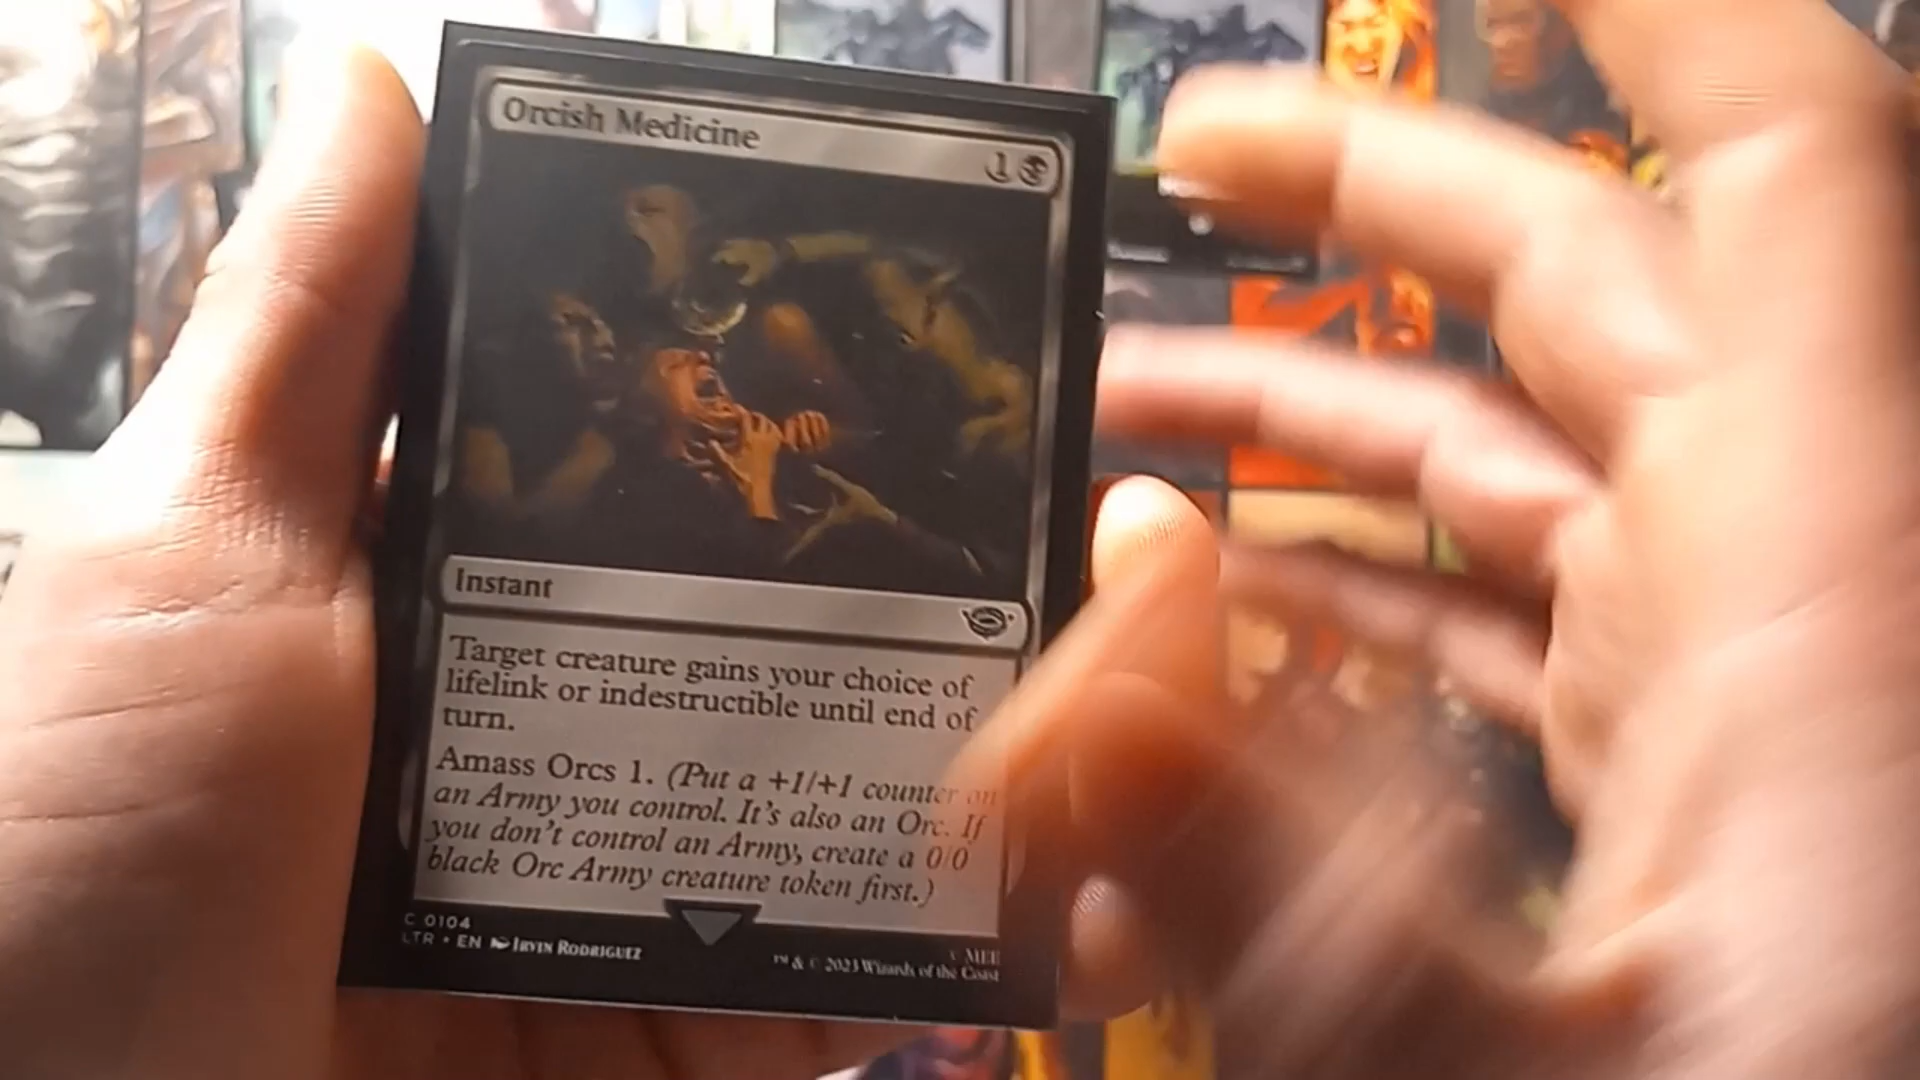 Orcish Medicine
1
Instant
Target creature gains your choice of
lifelink or indestructible until end of
turn.
Amass Orcs 1. (Put a +1/+1 counter on
an Army you control. It's also an Orc. If
you don't control an Army, create a 0/0
black Orc Army creature token first.)
C 0104
LTR • EN Irvin Rodriguez
™ & © 2023 Wizards of the Coast